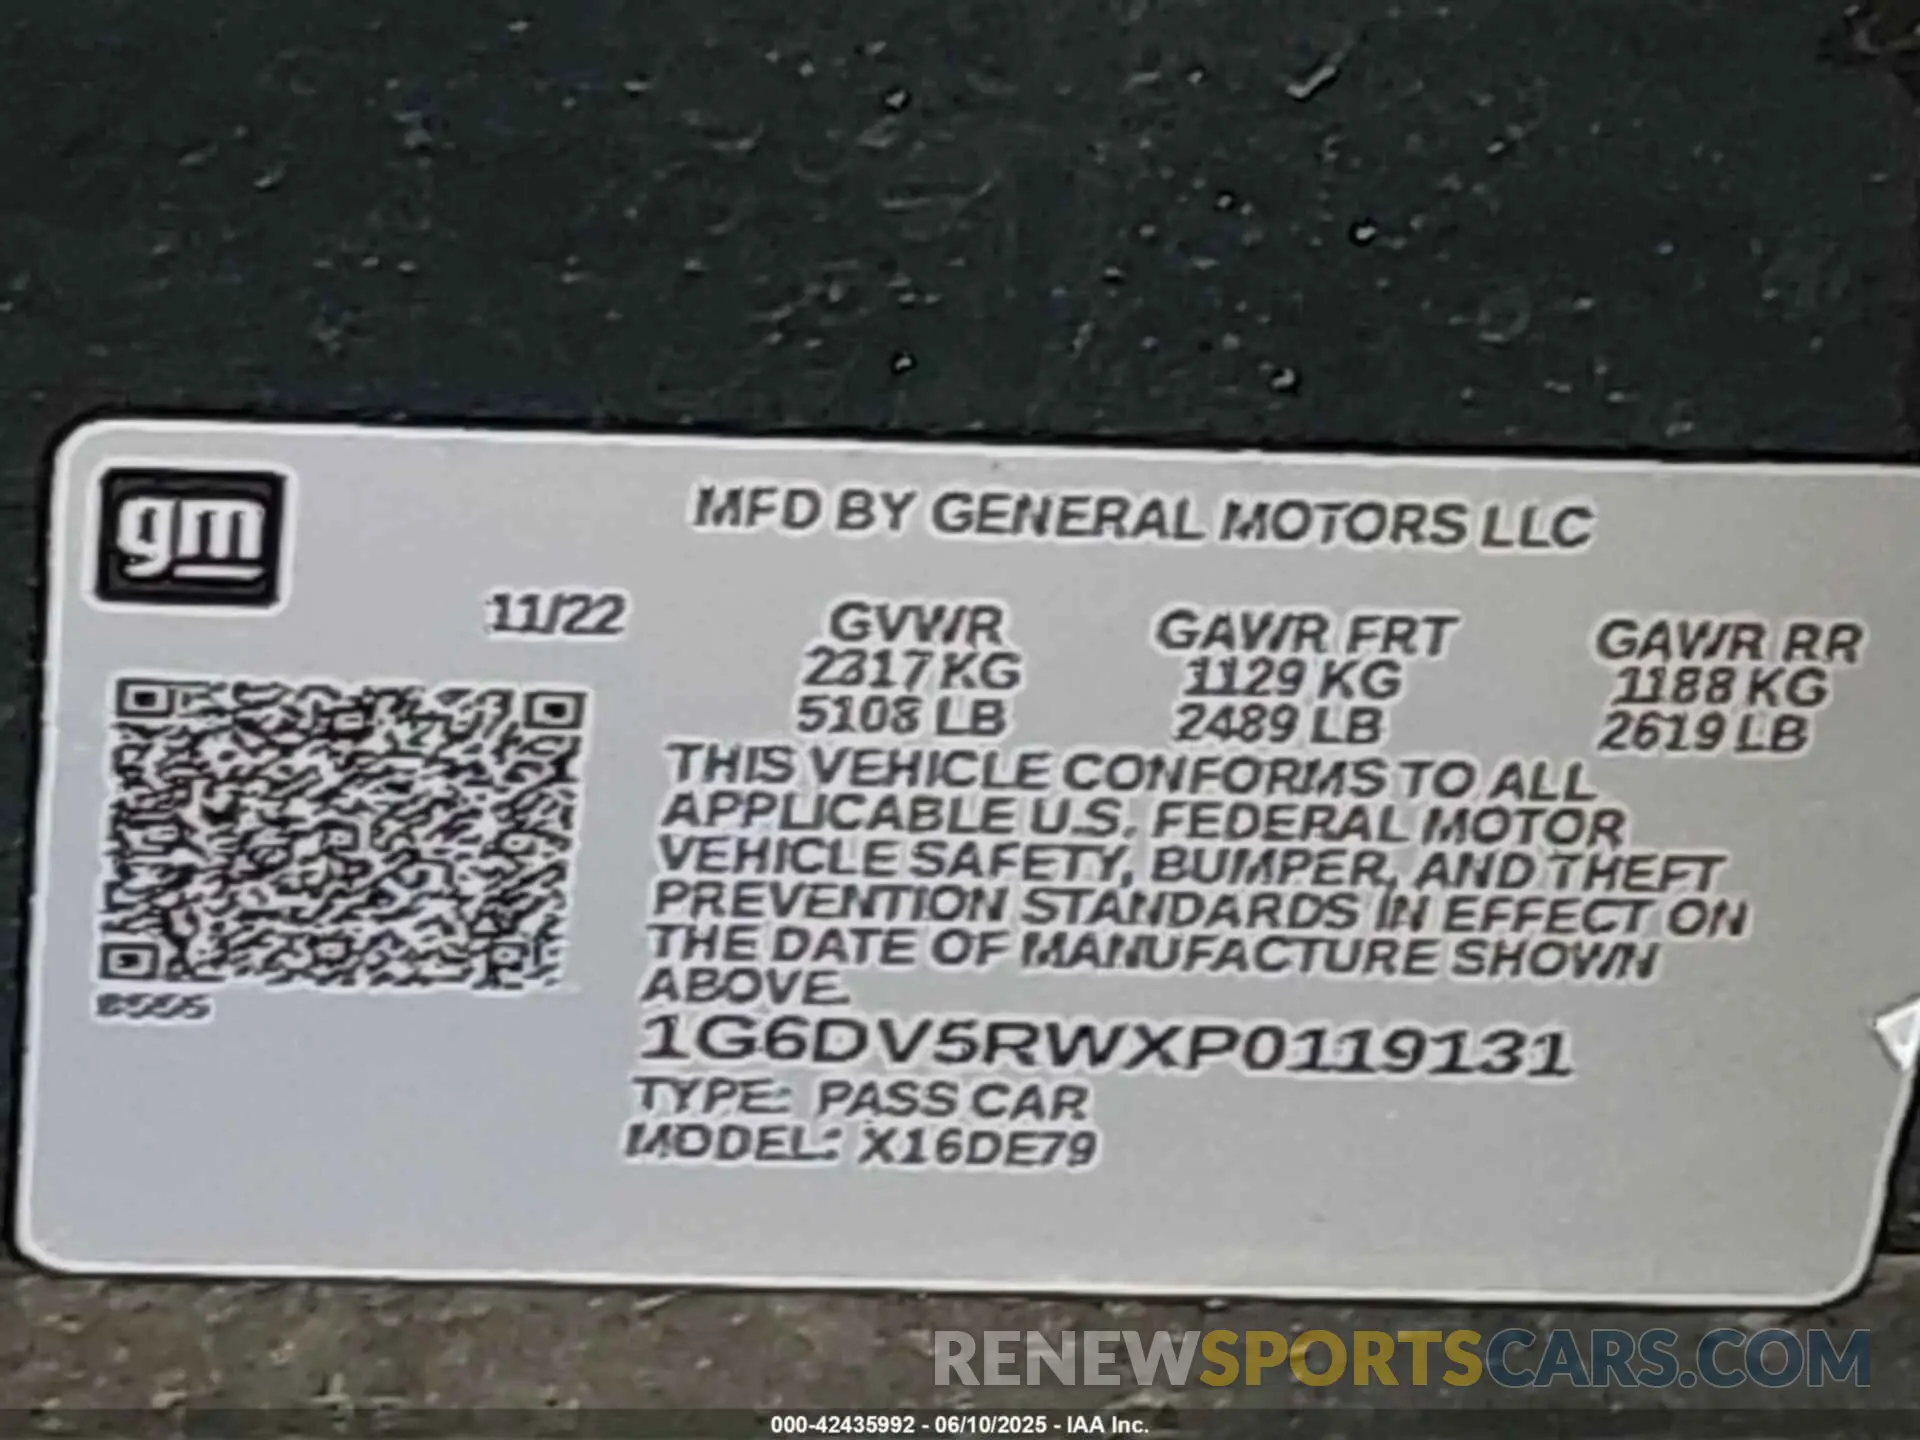 gm
MFD BY GENERAL MOTORS LLC
11/22
GVWR GAWR FRT GAWR RR
2317 KG 1129 KG 1188 KG
5108 LB 2489 LB 2619 LB
THIS VEHICLE CONFORMS TO ALL
APPLICABLE U.S. FEDERAL MOTOR
VEHICLE SAFETY, BUMPER, AND THEFT
PREVENTION STANDARDS IN EFFECT ON
THE DATE OF MANUFACTURE SHOWN
ABOVE.
1G6DV5RWXP0119131
TYPE: PASS CAR
MODEL: X16DE79
RENEWSPORTSCARS.COM
000-42435992 - 06/10/2025 - IAA Inc.